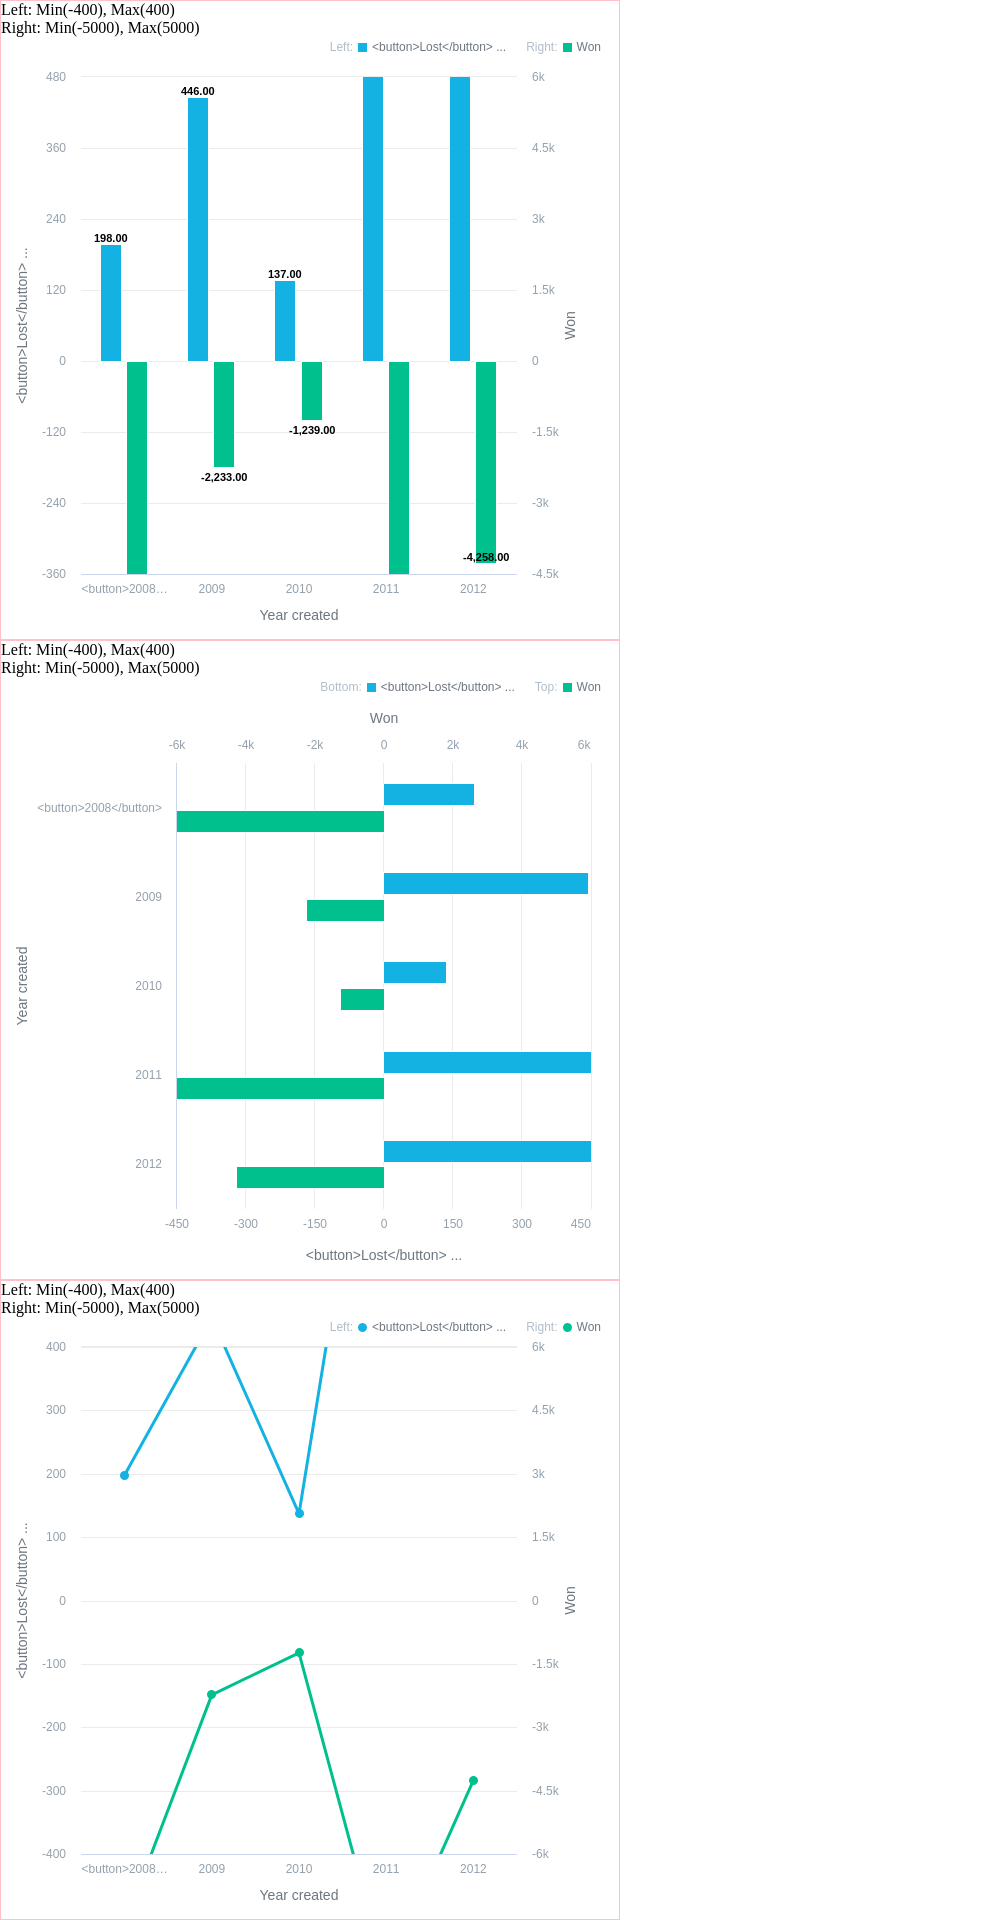 Left: Min(-400), Max(400)
Right: Min(-5000), Max(5000)
Left: <button>Lost</button> ... Right: Won
480 6k
446.00
360 4.5k
240 3k
198.00
137.00
120 1.5k
<button>Lost</button> ...
Won
0 0
-120 -1.5k
-1,239.00
-2,233.00
-240 -3k
-4,258.00
-360 -4.5k
<button>2008... 2009 2010 2011 2012
Year created
Left: Min(-400), Max(400)
Right: Min(-5000), Max(5000)
Bottom: <button>Lost</button> ... Top: Won
Won
-6k -4k -2k 0 2k 4k 6k
<button>2008</button>
2009
Year created
2010
2011
2012
-450 -300 -150 0 150 300 450
<button>Lost</button> ...
Left: Min(-400), Max(400)
Right: Min(-5000), Max(5000)
Left: <button>Lost</button> ... Right: Won
400 6k
300 4.5k
200 3k
100 1.5k
<button>Lost</button> ...
Won
0 0
-100 -1.5k
-200 -3k
-300 -4.5k
-400 -6k
<button>2008... 2009 2010 2011 2012
Year created